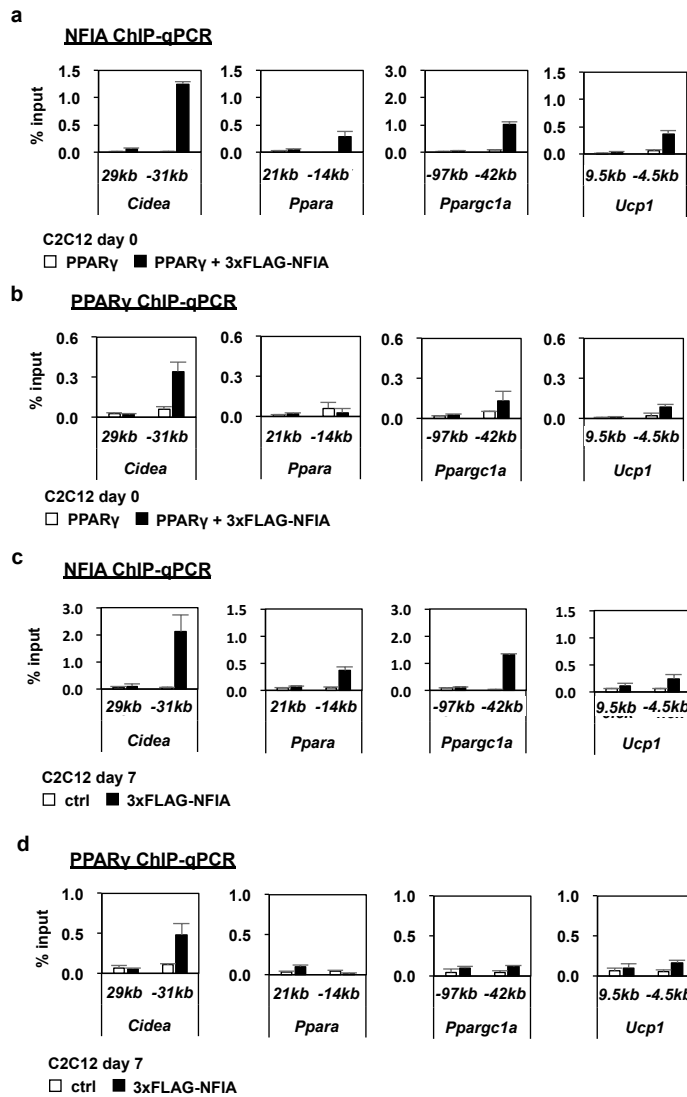 a
NFIA ChIP-qPCR
% input
1.5
1.0
0.5
0.0
29kb -31kb
Cidea
1.5
1.0
0.5
0.0
21kb -14kb
Ppara
3.0
2.0
1.0
0.0
-97kb -42kb
Ppargc1a
1.5
1.0
0.5
0.0
9.5kb -4.5kb
Ucp1
C2C12 day 0
PPARγ PPARγ + 3xFLAG-NFIA
b
PPARγ ChIP-qPCR
% input
0.6
0.3
0.0
29kb -31kb
Cidea
0.6
0.3
0.0
21kb -14kb
Ppara
0.6
0.3
0.0
-97kb -42kb
Ppargc1a
0.6
0.3
0.0
9.5kb -4.5kb
Ucp1
C2C12 day 0
PPARγ PPARγ + 3xFLAG-NFIA
c
NFIA ChIP-qPCR
% input
3.0
2.0
1.0
0.0
29kb -31kb
Cidea
1.5
1.0
0.5
0.0
21kb -14kb
Ppara
3.0
2.0
1.0
0.0
-97kb -42kb
Ppargc1a
1.5
1.0
0.5
0.0
9.5kb -4.5kb
Ucp1
C2C12 day 7
ctrl 3xFLAG-NFIA
d
PPARγ ChIP-qPCR
% input
1.0
0.5
0.0
29kb -31kb
Cidea
1.0
0.5
0.0
21kb -14kb
Ppara
1.0
0.5
0.0
-97kb -42kb
Ppargc1a
1.0
0.5
0.0
9.5kb -4.5kb
Ucp1
C2C12 day 7
ctrl 3xFLAG-NFIA